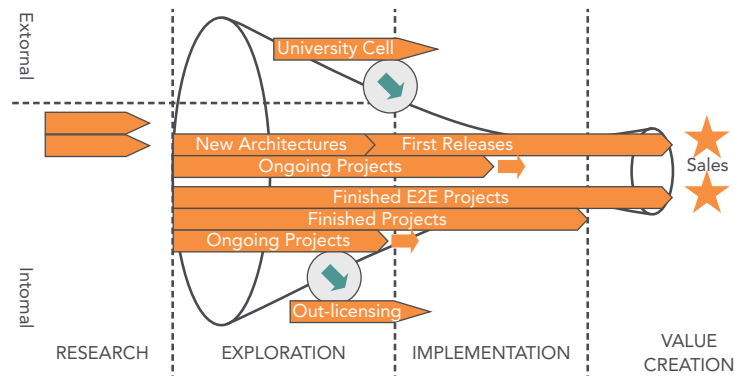 Extornal
University Cell
New Architectures
First Releases
Ongoing Projects
Sales
Finished E2E Projects
Finished Projects
Ongoing Projects
Intomal
Out-licensing
RESEARCH
EXPLORATION
IMPLEMENTATION
VALUE
CREATION